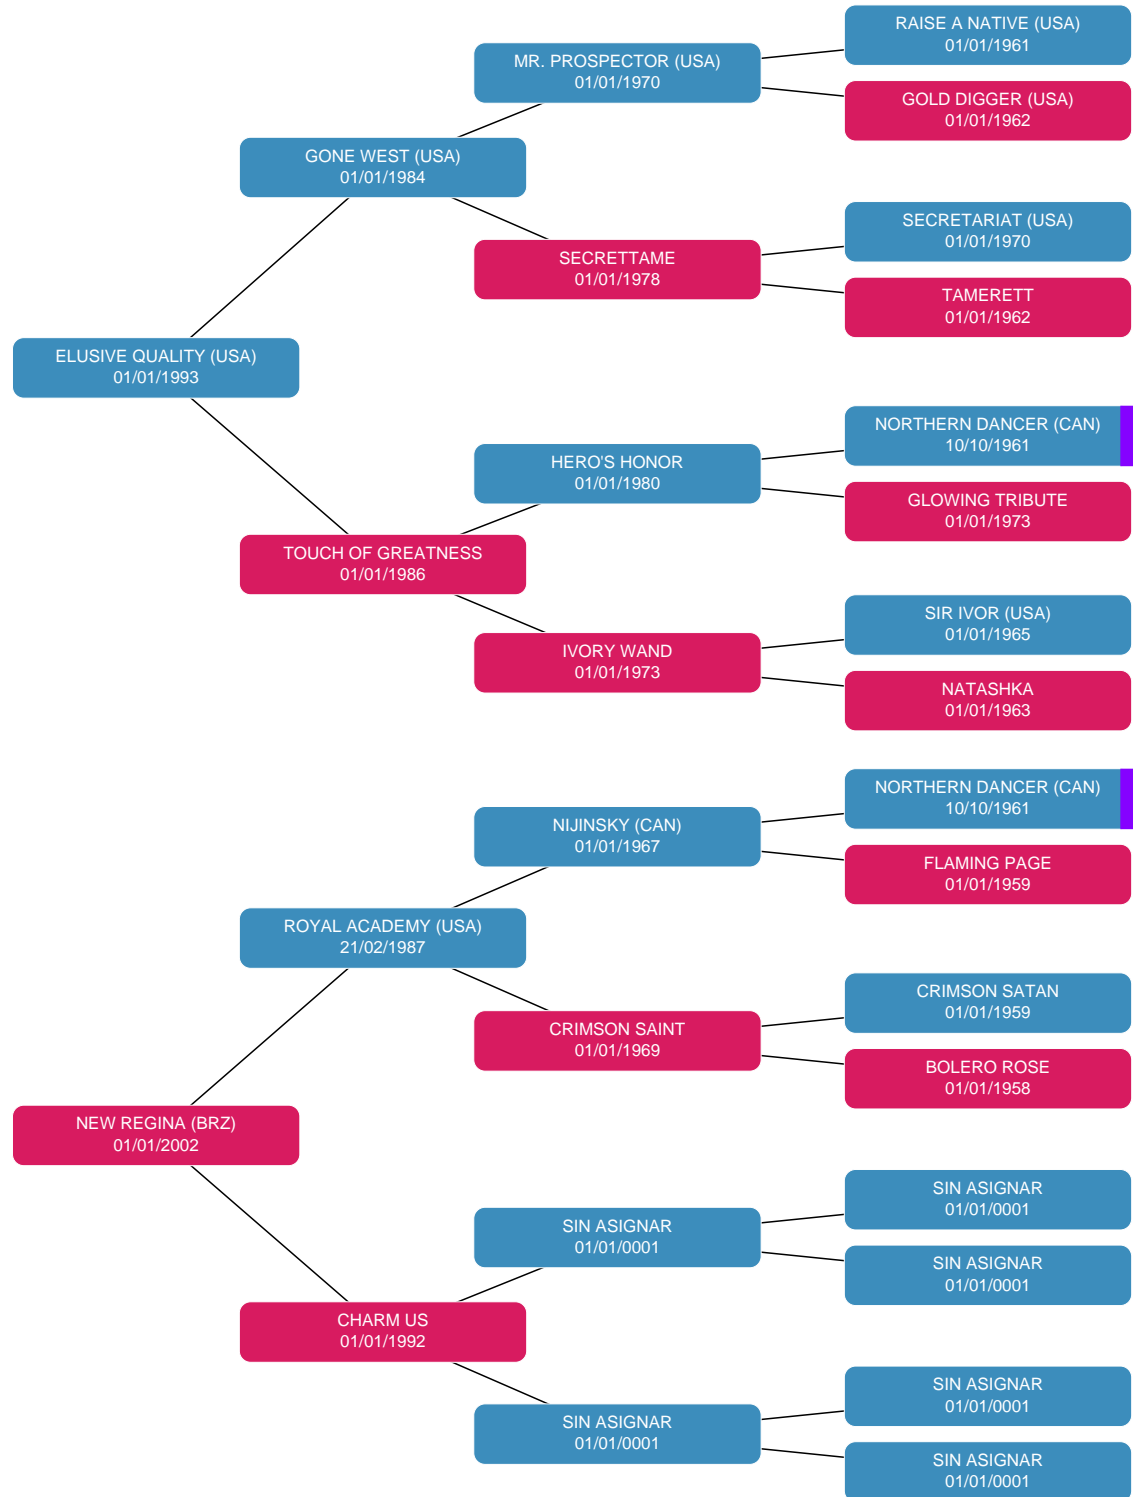 RAISE A NATIVE (USA)
01/01/1961
MR. PROSPECTOR (USA)
01/01/1970
GOLD DIGGER (USA)
01/01/1962
GONE WEST (USA)
01/01/1984
SECRETARIAT (USA)
01/01/1970
SECRETTAME
01/01/1978
TAMERETT
01/01/1962
ELUSIVE QUALITY (USA)
01/01/1993
NORTHERN DANCER (CAN)
10/10/1961
HERO'S HONOR
01/01/1980
GLOWING TRIBUTE
01/01/1973
TOUCH OF GREATNESS
01/01/1986
SIR IVOR (USA)
01/01/1965
IVORY WAND
01/01/1973
NATASHKA
01/01/1963
NORTHERN DANCER (CAN)
10/10/1961
NIJINSKY (CAN)
01/01/1967
FLAMING PAGE
01/01/1959
ROYAL ACADEMY (USA)
21/02/1987
CRIMSON SATAN
01/01/1959
CRIMSON SAINT
01/01/1969
BOLERO ROSE
01/01/1958
NEW REGINA (BRZ)
01/01/2002
SIN ASIGNAR
01/01/0001
SIN ASIGNAR
01/01/0001
SIN ASIGNAR
01/01/0001
CHARM US
01/01/1992
SIN ASIGNAR
01/01/0001
SIN ASIGNAR
01/01/0001
SIN ASIGNAR
01/01/0001